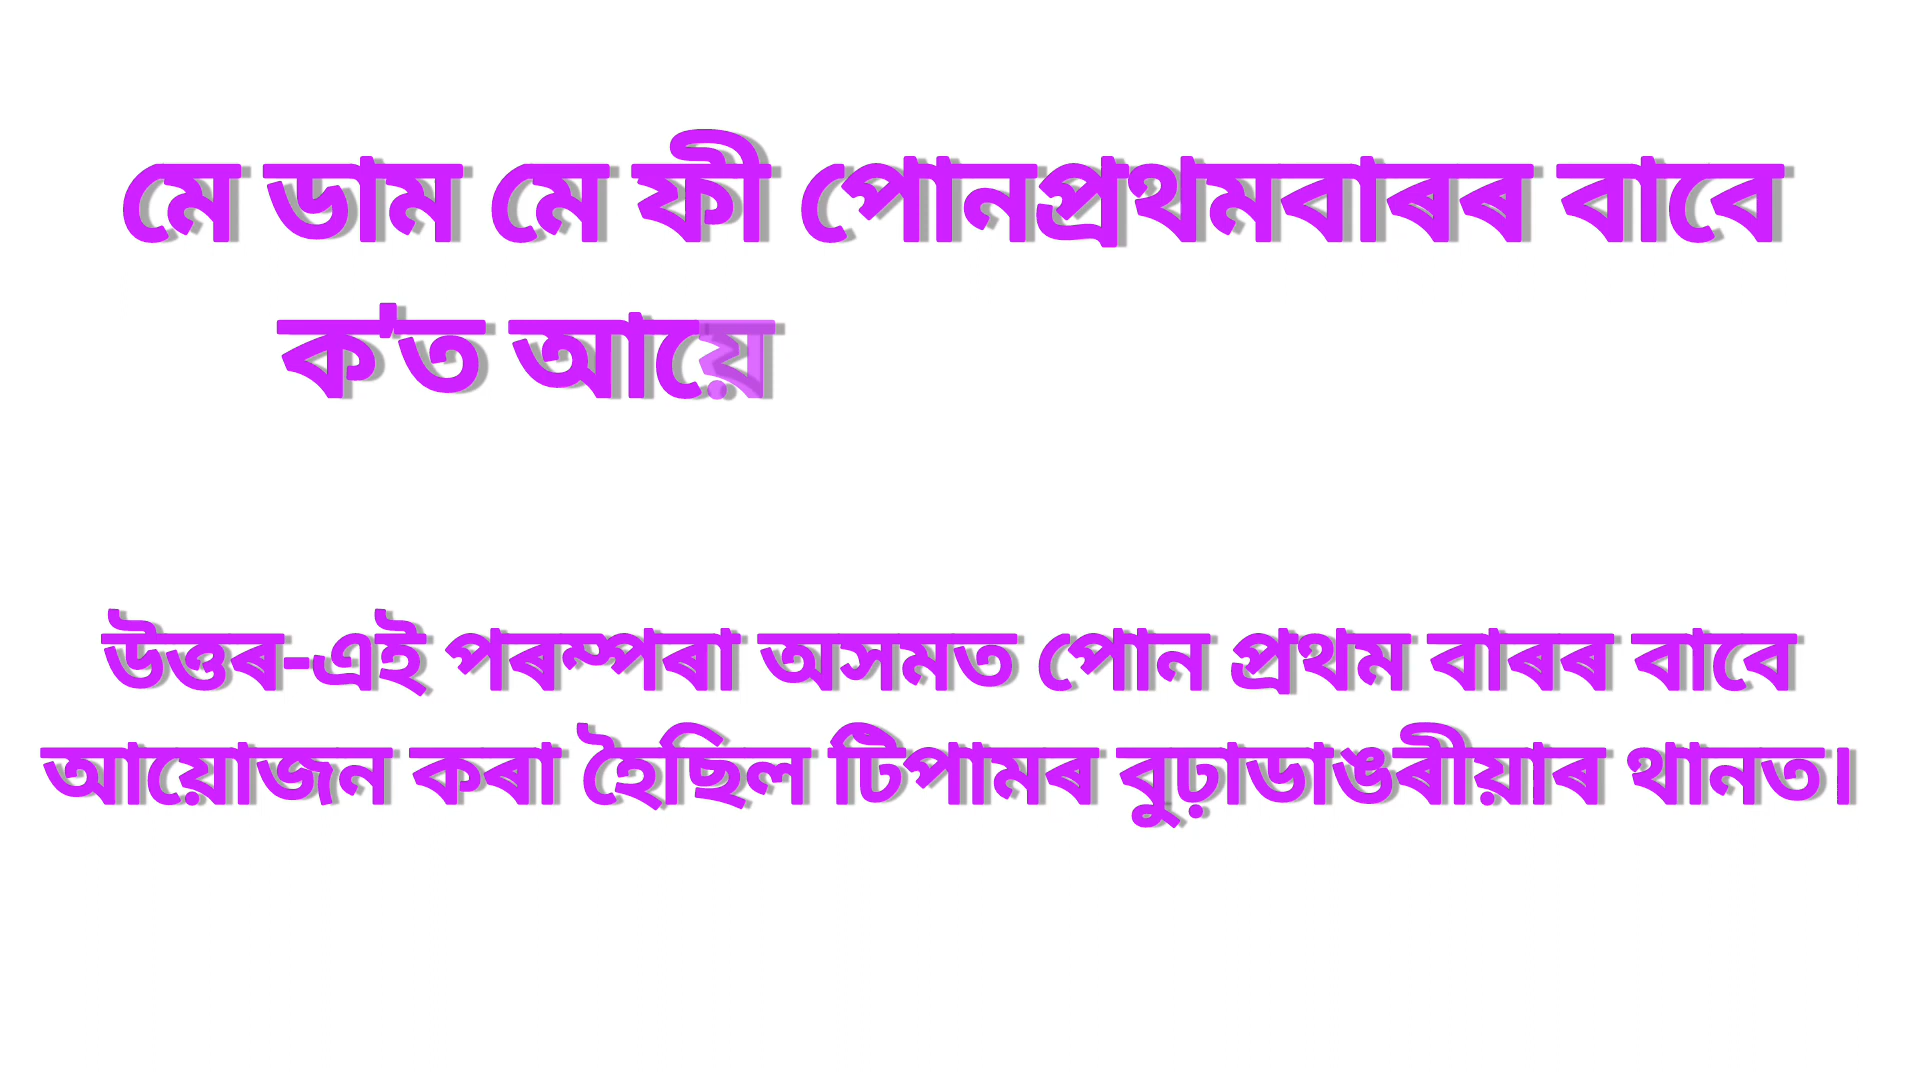 মে ডাম মে ফী পোনপ্ৰথমবাৰৰ বাবে
ক'ত আয়ে
উত্তৰ-এই পৰম্পৰা অসমত পোন প্ৰথম বাৰৰ বাবে
আয়োজন কৰা হৈছিল টিপামৰ বুঢ়াডাঙৰীয়াৰ থানত।